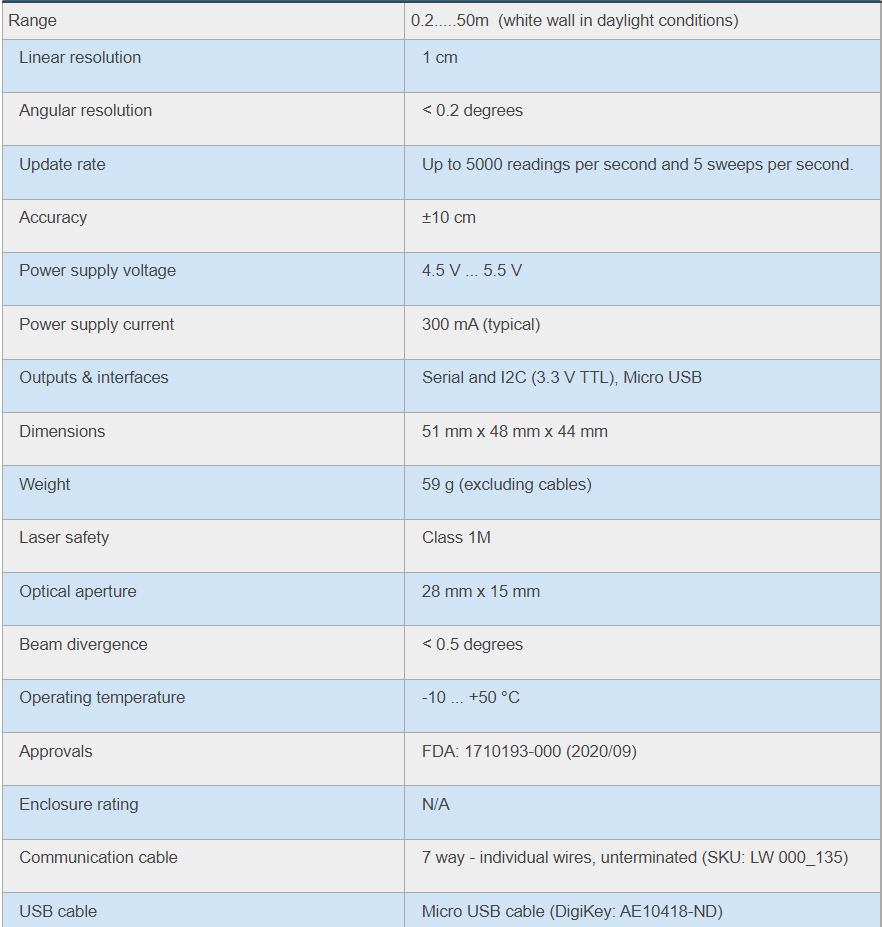 Range 0.2.....50m (white wall in daylight conditions)
Linear resolution 1 cm
Angular resolution < 0.2 degrees
Update rate Up to 5000 readings per second and 5 sweeps per second.
Accuracy ±10 cm
Power supply voltage 4.5 V ... 5.5 V
Power supply current 300 mA (typical)
Outputs & interfaces Serial and I2C (3.3 V TTL), Micro USB
Dimensions 51 mm x 48 mm x 44 mm
Weight 59 g (excluding cables)
Laser safety Class 1M
Optical aperture 28 mm x 15 mm
Beam divergence < 0.5 degrees
Operating temperature -10 ... +50 °C
Approvals FDA: 1710193-000 (2020/09)
Enclosure rating N/A
Communication cable 7 way - individual wires, unterminated (SKU: LW 000_135)
USB cable Micro USB cable (DigiKey: AE10418-ND)